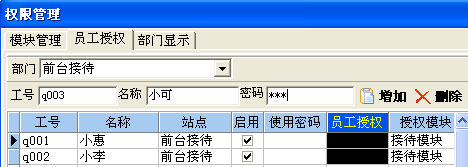 权限管理
模块管理 员工授权 部门显示
部门 前台接待
工号 q003 名称 小可 密码 *** 增加 删除
工号 名称 站点 启用 使用密码 员工授权 授权模块
q001 小惠 前台接待 接待模块
q002 小李 前台接待 接待模块